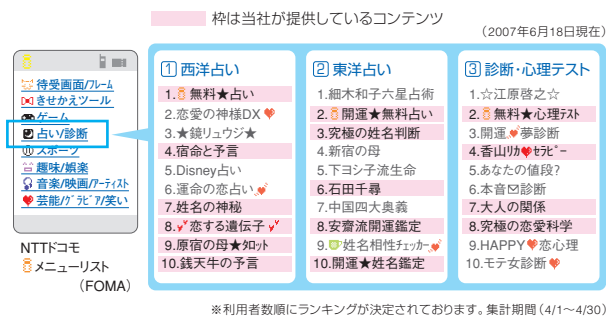 枠は当社が提供しているコンテンツ
(2007年6月18日現在)
待受画面/フレーム
きせかえツール
ゲーム
占い/診断
スポーツ
趣味/娯楽
音楽/映画/アーティスト
芸能/グラビア/笑い
NTTドコモ
メニューリスト
(FOMA)
1 西洋占い
1.無料★占い
2.恋愛の神様DX
3.★鏡リュウジ★
4.宿命と予言
5.Disney占い
6.運命の恋占い
7.姓名の神秘
8.恋する遺伝子
9.原宿の母★タロット
10.銭天牛の予言
2 東洋占い
1.細木和子六星占術
2.開運★無料占い
3.究極の姓名判断
4.新宿の母
5.下ヨシ子流生命
6.石田千尋
7.中国四大奥義
8.安齋流開運鑑定
9.姓名相性チェッカー
10.開運★姓名鑑定
3 診断・心理テスト
1.☆江原啓之☆
2.無料★心理テスト
3.開運夢診断
4.香山リカ♥セラピー
5.あなたの値段?
6.本音診断
7.大人の関係
8.究極の恋愛科学
9.HAPPY♥恋心理
10.モテ女診断
※利用者数順にランキングが決定されております。集計期間(4/1～4/30)